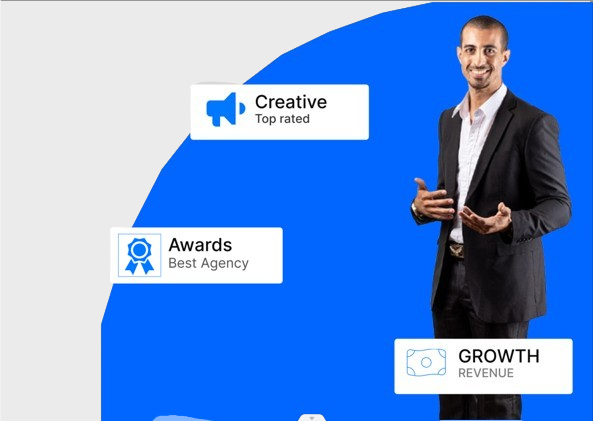 Creative
Top rated
Awards
Best Agency
GROWTH
REVENUE